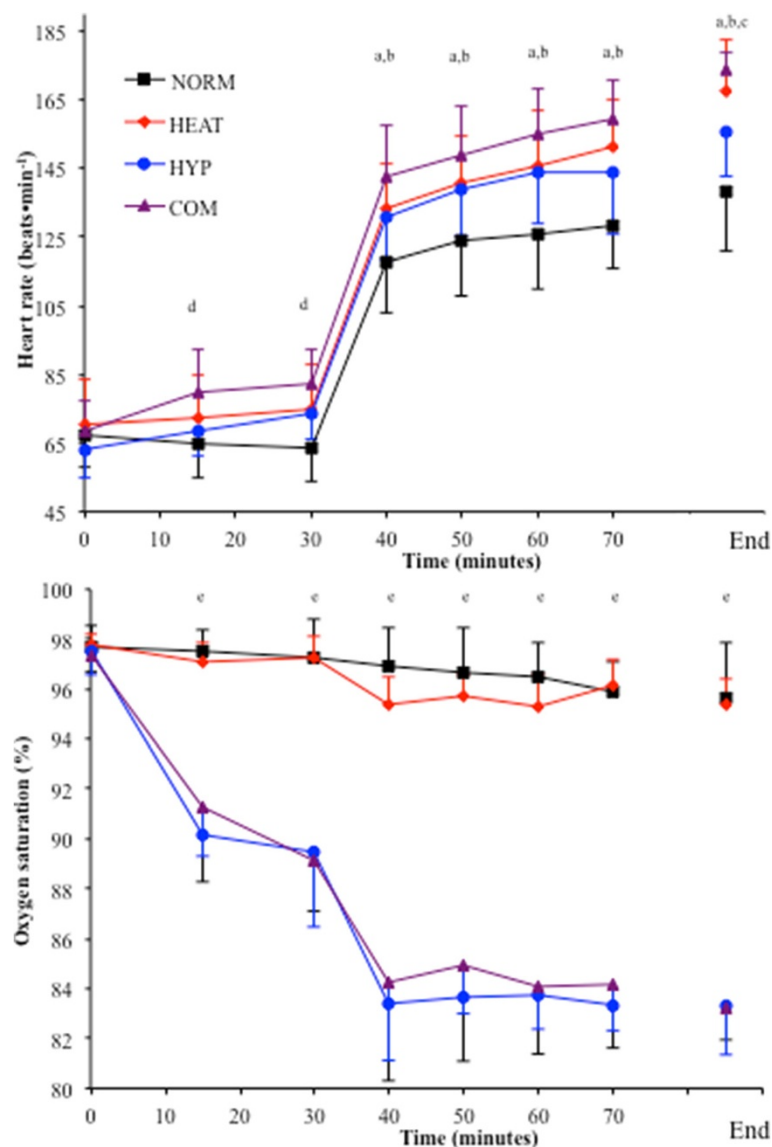 185
a,b a,b a,b a,b a,b,c
165
145
125
105
85
65
45
NORM
HEAT
HYP
COM
d d
Heart rate (beats•min⁻¹)
0 10 20 30 40 50 60 70 End
Time (minutes)
100
98
96
94
92
90
88
86
84
82
80
e e e e e e e
Oxygen saturation (%)
0 10 20 30 40 50 60 70 End
Time (minutes)